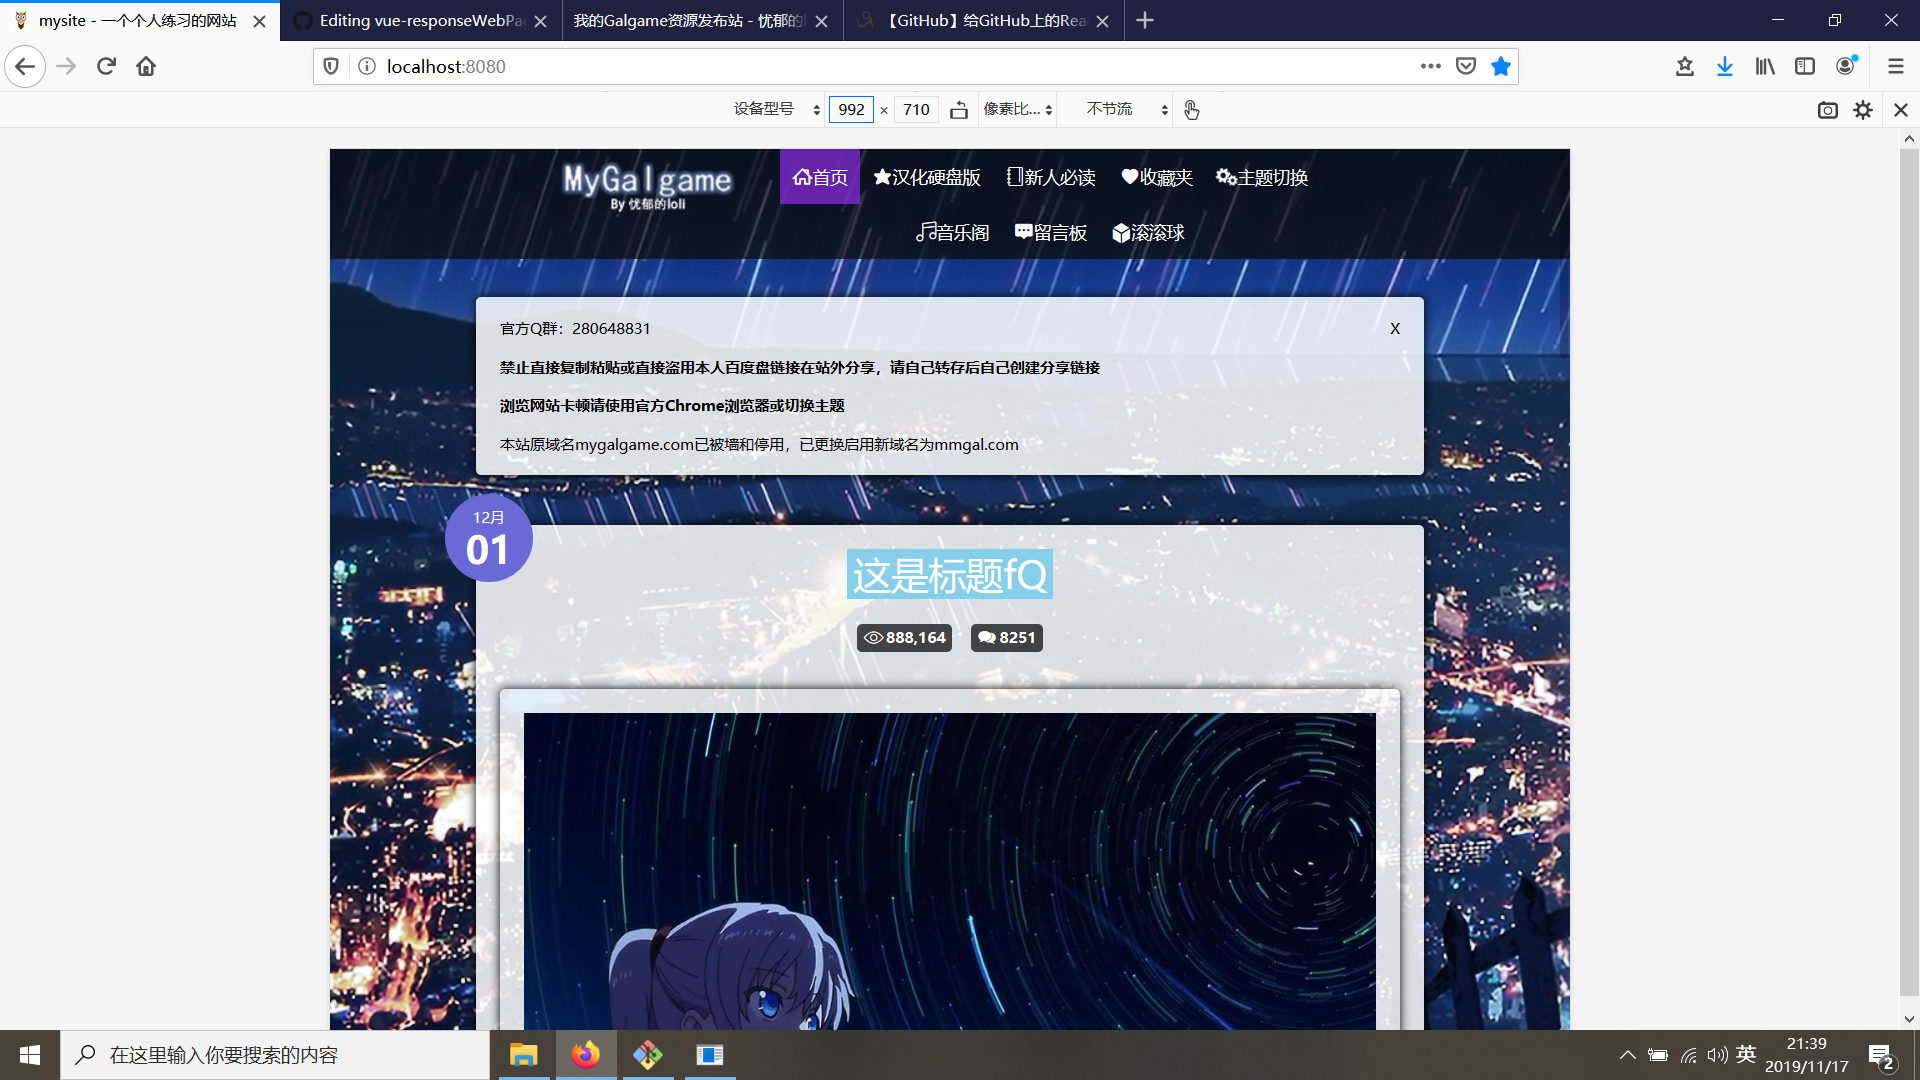 mysite - 一个个人练习的网站
Editing vue-responseWebPa
我的Galgame资源发布站 - 忧郁的l
【GitHub】给GitHub上的Rea
localhost:8080
设备型号 992 × 710 像素比... 不节流
MyGalgame
By 忧郁的loli
首页 汉化硬盘版 新人必读 收藏夹 主题切换
音乐阁 留言板 滚滚球
官方Q群：280648831 X
禁止直接复制粘贴或直接盗用本人百度盘链接在站外分享，请自己转存后自己创建分享链接
浏览网站卡顿请使用官方Chrome浏览器或切换主题
本站原域名mygalgame.com已被墙和停用，已更换启用新域名为mmgal.com
12月
01
这是标题fQ
888,164 8251
在这里输入你要搜索的内容
英
21:39
2019/11/17
2